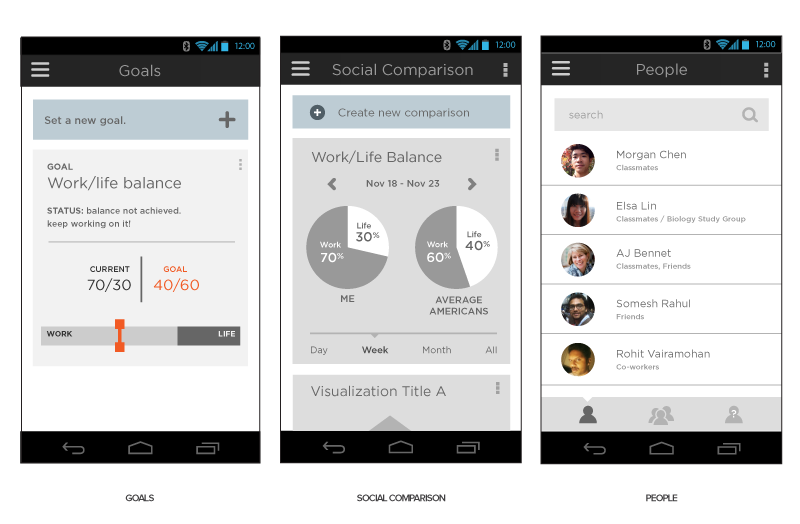 12:00
Goals
Set a new goal.
GOAL
Work/life balance
STATUS: balance not achieved.
keep working on it!
CURRENT
70/30
GOAL
40/60
WORK
LIFE
GOALS
12:00
Social Comparison
Create new comparison
Work/Life Balance
Nov 18 - Nov 23
Life
30%
Work
70%
ME
Life
40%
Work
60%
AVERAGE
AMERICANS
Day Week Month All
Visualization Title A
SOCIAL COMPARISON
12:00
People
search
Morgan Chen
Classmates
Elsa Lin
Classmates / Biology Study Group
AJ Bennet
Classmates, Friends
Somesh Rahul
Friends
Rohit Vairamohan
Co-workers
?
PEOPLE